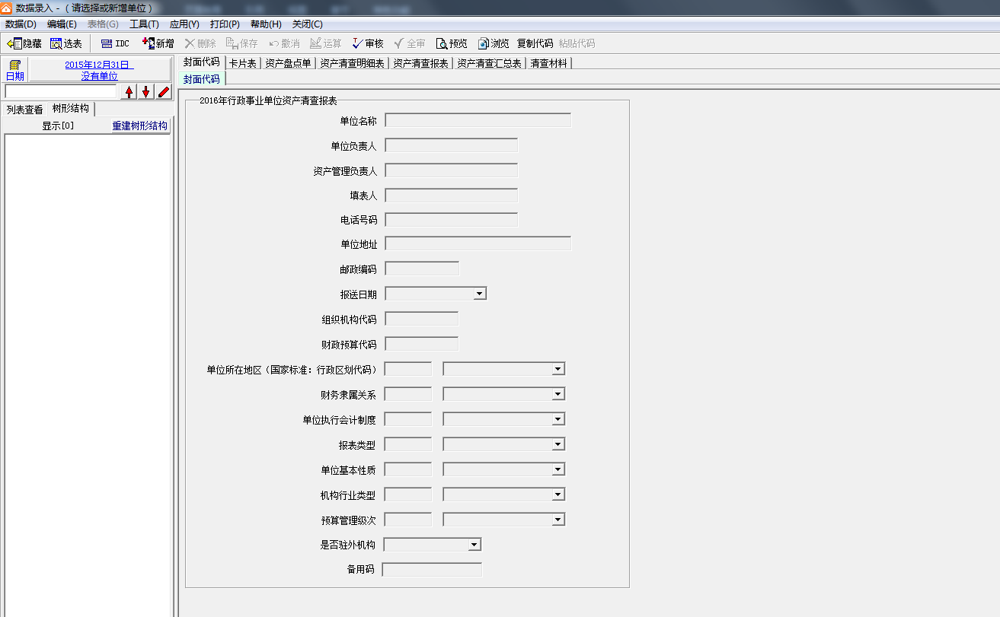 数据录入 -（请选择或新增单位）
数据(D) 编辑(E) 表格(G) 工具(T) 应用(Y) 打印(P) 帮助(H) 关闭(C)
隐藏 选表 IDC 新增 删除 保存 撤消 运算 审核 全审 预览 浏览 复制代码 粘贴代码
日期
2015年12月31日
没有单位
列表查看 树形结构
显示[0] 重建树形结构
封面代码 卡片表 资产盘点单 资产清查明细表 资产清查报表 资产清查汇总表 清查材料
封面代码
2016年行政事业单位资产清查报表
单位名称
单位负责人
资产管理负责人
填表人
电话号码
单位地址
邮政编码
报送日期
组织机构代码
财政预算代码
单位所在地区（国家标准：行政区划代码）
财务隶属关系
单位执行会计制度
报表类型
单位基本性质
机构行业类型
预算管理级次
是否驻外机构
备用码